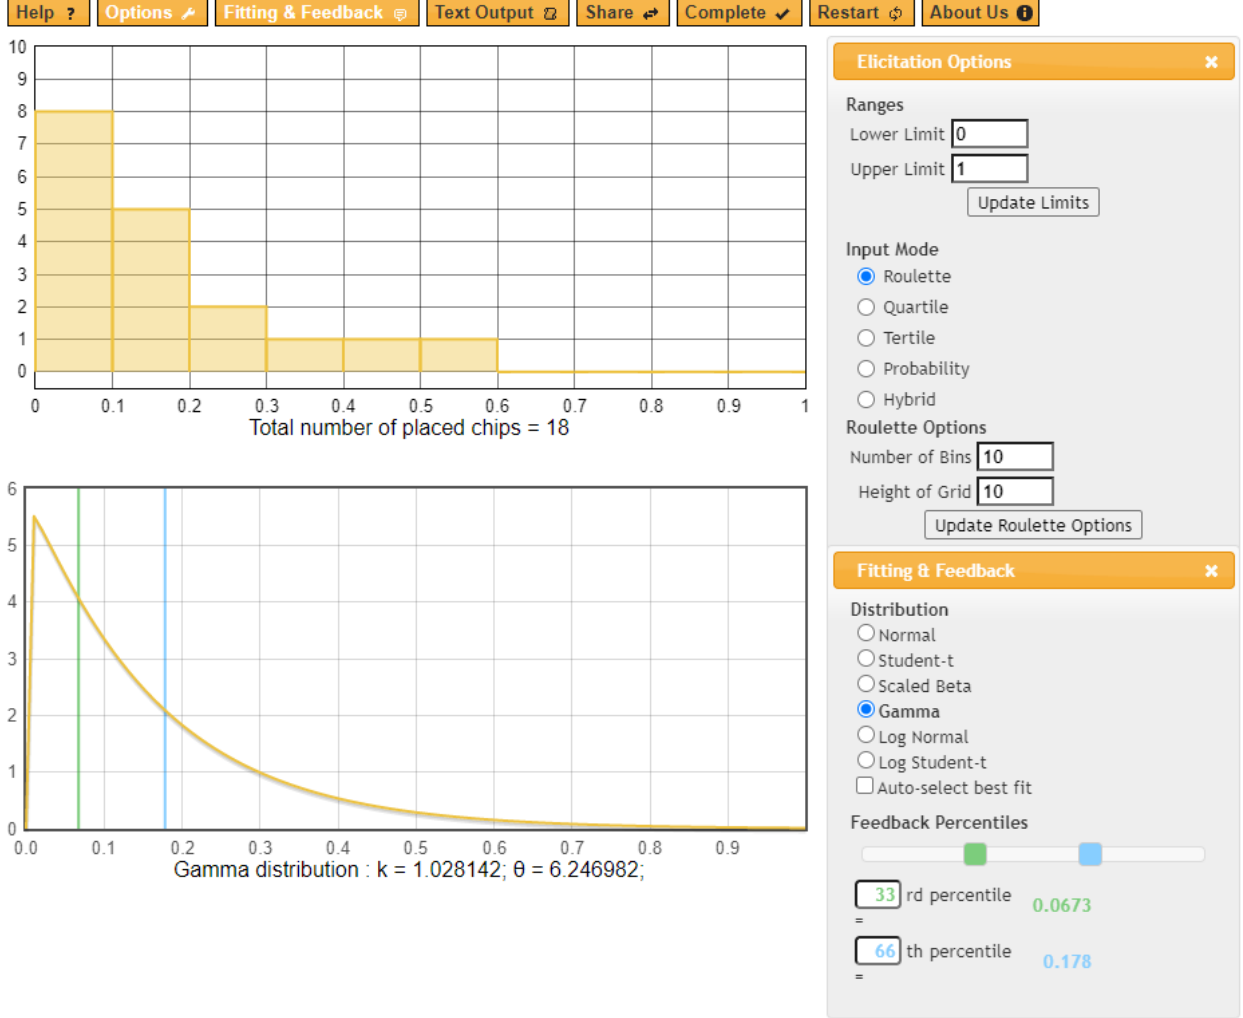 Help ? Options Fitting & Feedback Text Output Share Complete Restart About Us
10
9
8
7
6
5
4
3
2
1
0
0 0.1 0.2 0.3 0.4 0.5 0.6 0.7 0.8 0.9 1
Total number of placed chips = 18
6
5
4
3
2
1
0
0.0 0.1 0.2 0.3 0.4 0.5 0.6 0.7 0.8 0.9
Gamma distribution : k = 1.028142; θ = 6.246982;
Elicitation Options
Ranges
Lower Limit 0
Upper Limit 1
Update Limits
Input Mode
Roulette
Quartile
Tertile
Probability
Hybrid
Roulette Options
Number of Bins 10
Height of Grid 10
Update Roulette Options
Fitting & Feedback
Distribution
Normal
Student-t
Scaled Beta
Gamma
Log Normal
Log Student-t
Auto-select best fit
Feedback Percentiles
33 rd percentile 0.0673
=
66 th percentile 0.178
=